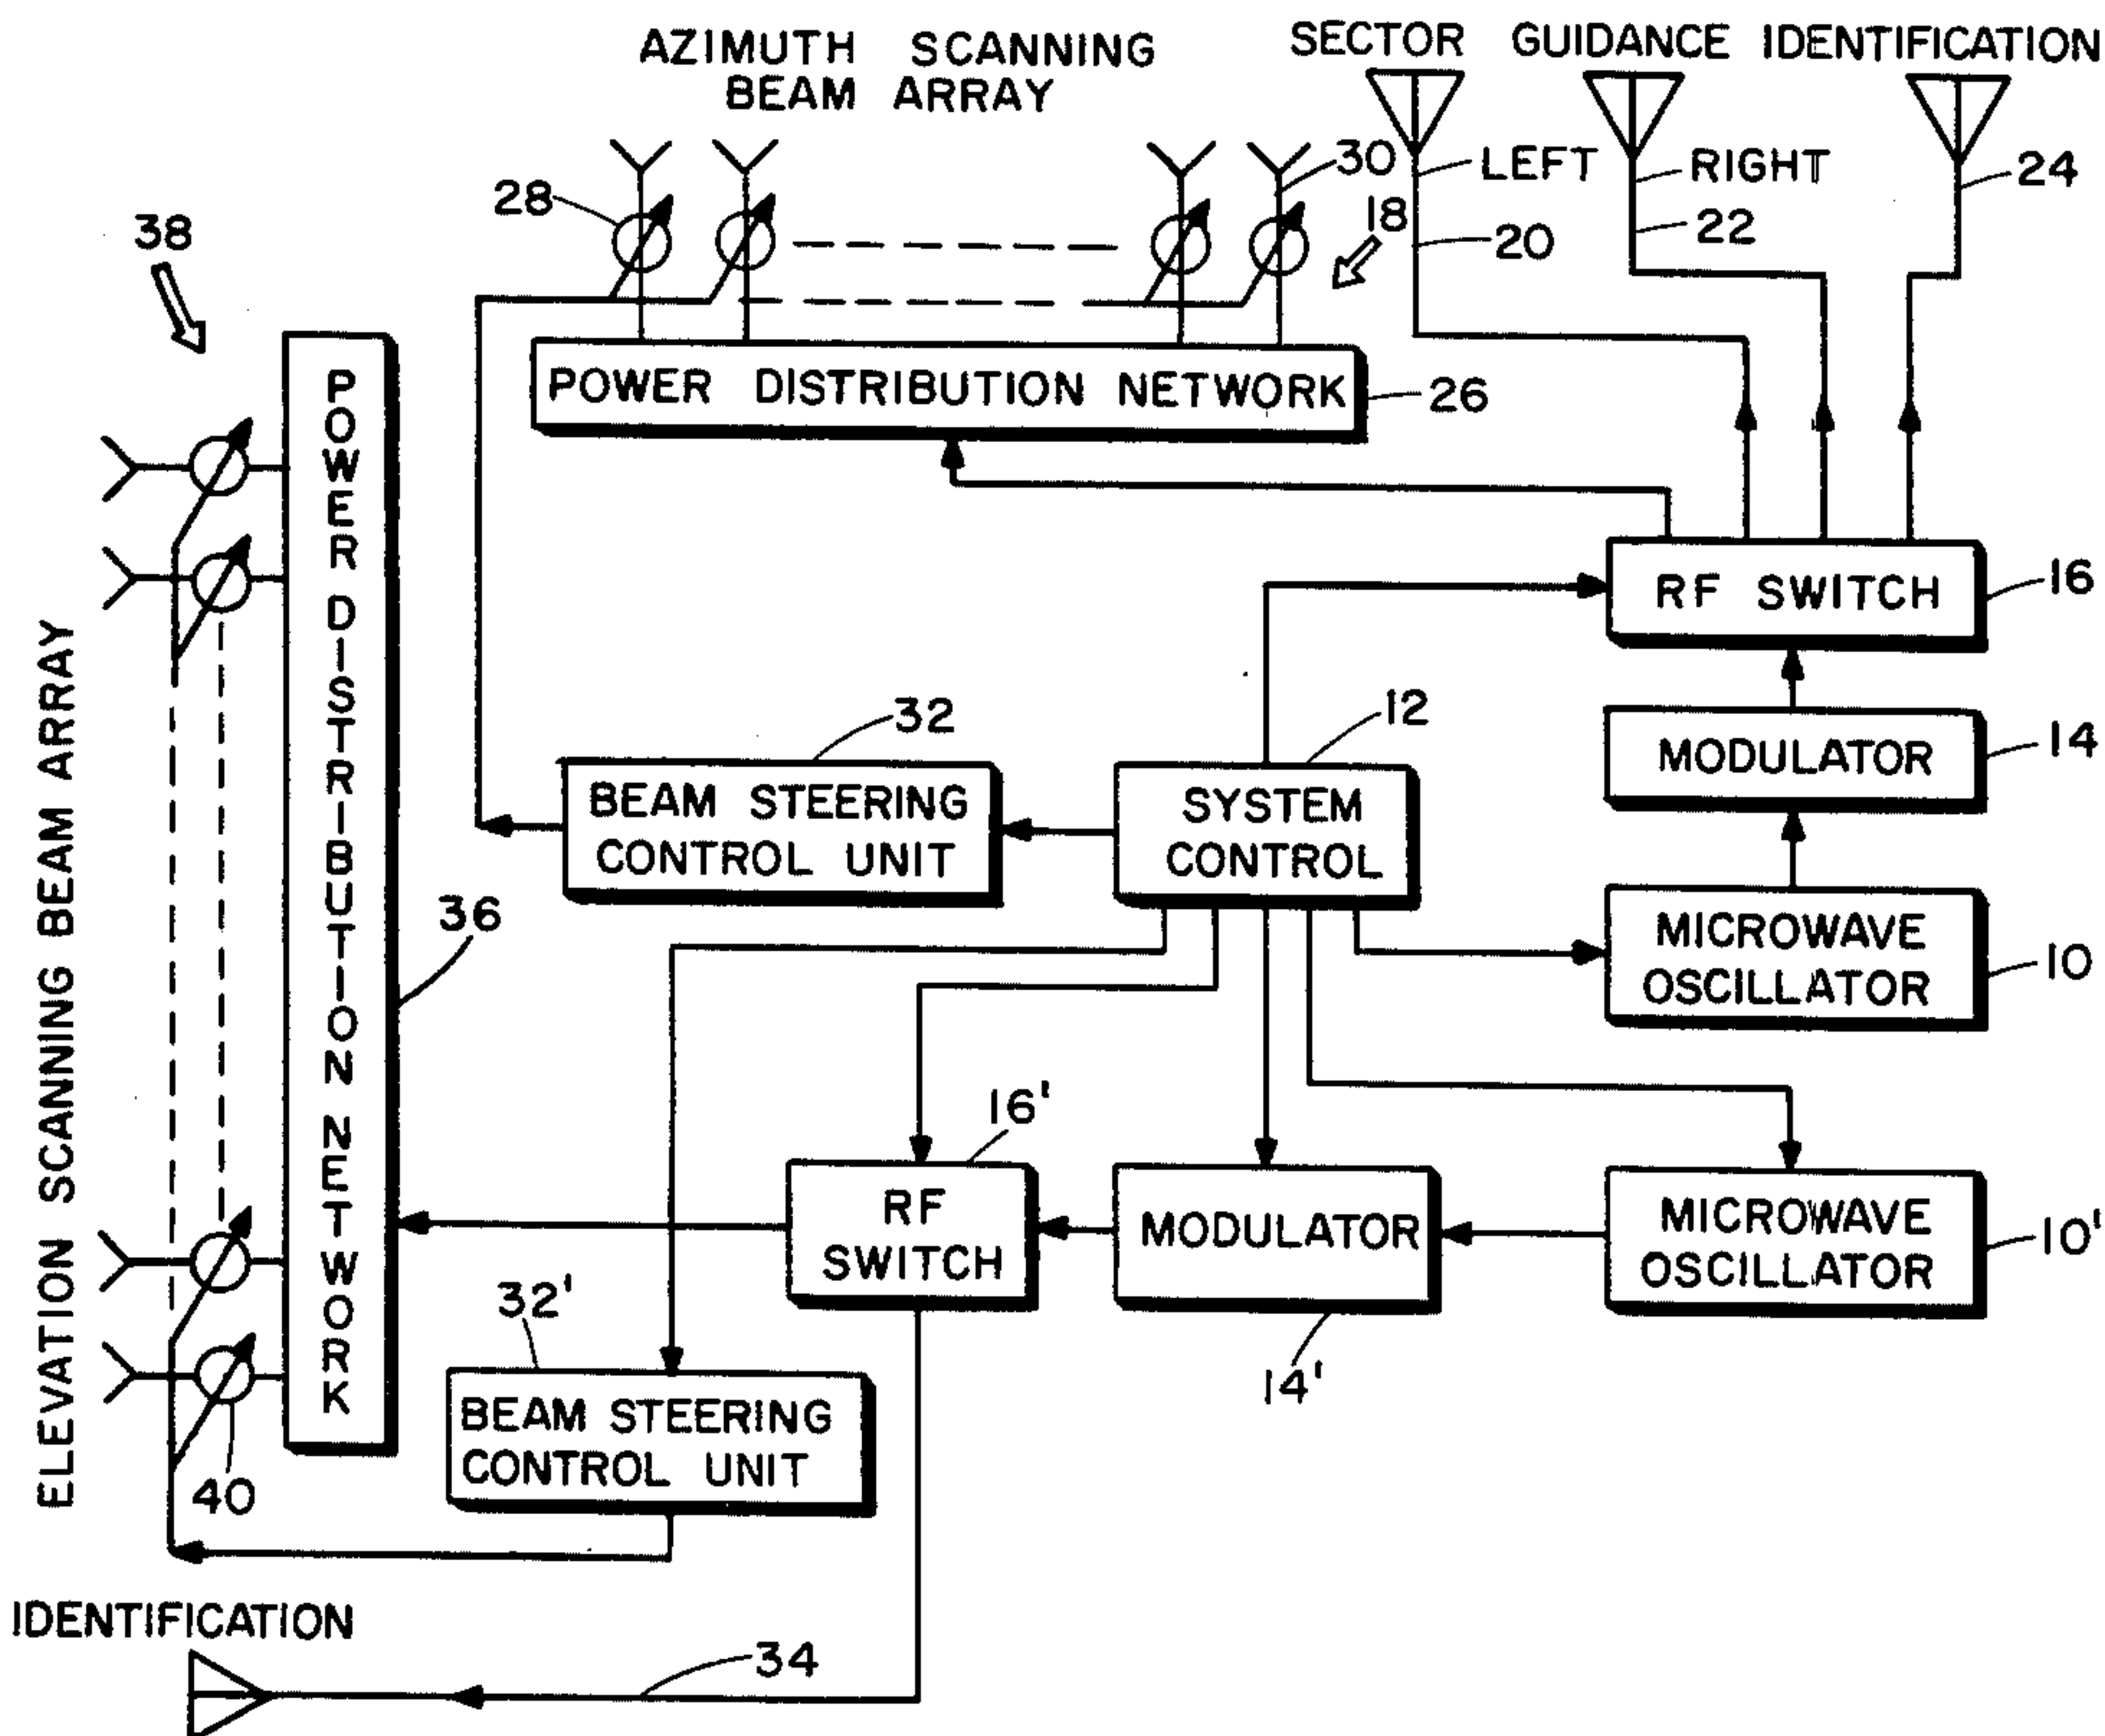 AZIMUTH SCANNING
BEAM ARRAY
SECTOR GUIDANCE IDENTIFICATION
28
30
LEFT
RIGHT
24
38
18
20
22
POWER DISTRIBUTION NETWORK
26
POWER DISTRIBUTION NETWORK
RF SWITCH
16
ELEVATION SCANNING BEAM ARRAY
32
12
MODULATOR
14
BEAM STEERING
CONTROL UNIT
SYSTEM
CONTROL
36
MICROWAVE
OSCILLATOR
10
16'
RF
SWITCH
MODULATOR
MICROWAVE
OSCILLATOR
10'
32'
14'
BEAM STEERING
CONTROL UNIT
40
IDENTIFICATION
34